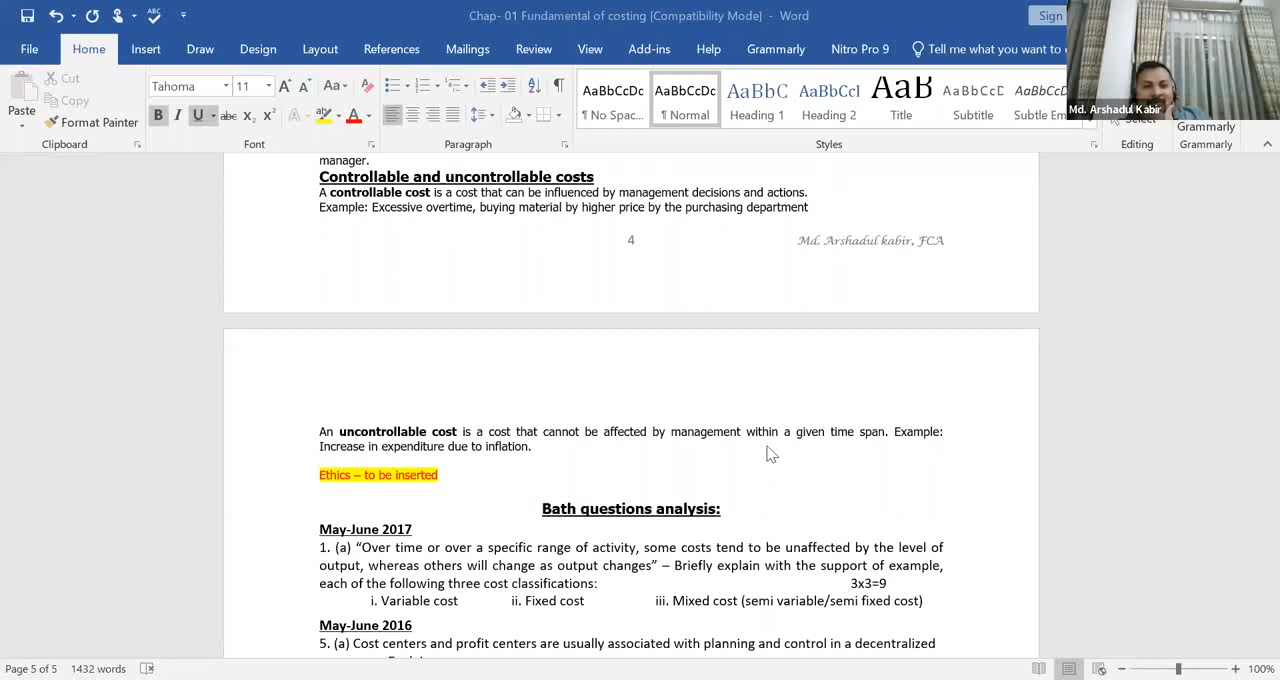 Chap- 01 Fundamental of costing [Compatibility Mode] - Word
Sign
File Home Insert Draw Design Layout References Mailings Review View Add-ins Help Grammarly Nitro Pro 9 Tell me what you want to
Md. Arshadul Kabir
Paste
Cut
Copy
Format Painter
Clipboard
Tahoma 11
Font
Paragraph
AaBbCcDc AaBbCcDc AaBbC AaBbCcI AaB AaBbCcD AaBbCcD
¶ No Spac... ¶ Normal Heading 1 Heading 2 Title Subtitle Subtle Em
Styles
Select
Editing
Grammarly
Grammarly
manager.
Controllable and uncontrollable costs
A controllable cost is a cost that can be influenced by management decisions and actions.
Example: Excessive overtime, buying material by higher price by the purchasing department
4 Md. Arshadul kabir, FCA
An uncontrollable cost is a cost that cannot be affected by management within a given time span. Example:
Increase in expenditure due to inflation.
Ethics – to be inserted
Bath questions analysis:
May-June 2017
1. (a) “Over time or over a specific range of activity, some costs tend to be unaffected by the level of
output, whereas others will change as output changes” – Briefly explain with the support of example,
each of the following three cost classifications: 3x3=9
i. Variable cost ii. Fixed cost iii. Mixed cost (semi variable/semi fixed cost)
May-June 2016
5. (a) Cost centers and profit centers are usually associated with planning and control in a decentralized
Page 5 of 5 1432 words 100%